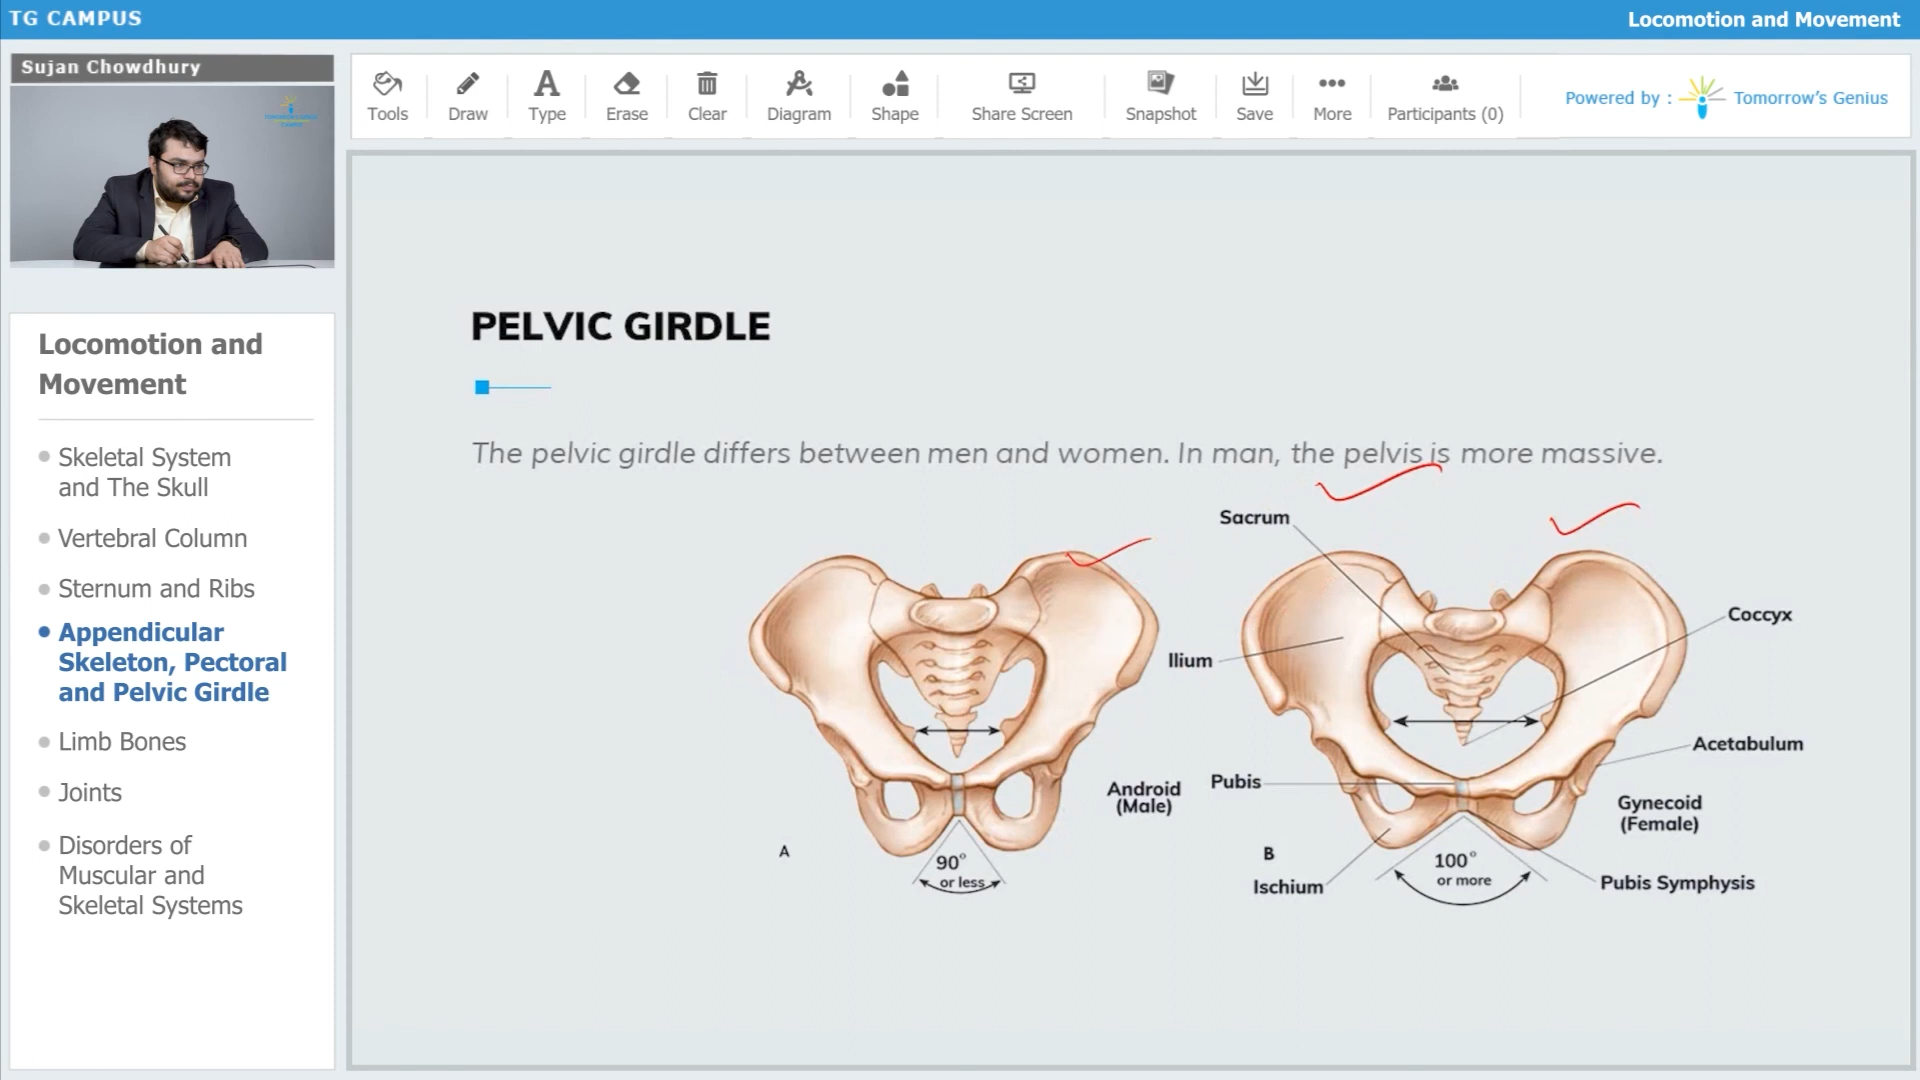 TG CAMPUS
Locomotion and Movement
Sujan Chowdhury
Tools
Draw
Type
Erase
Clear
Diagram
Shape
Share Screen
Snapshot
Save
More
Participants (0)
Powered by :
Tomorrow's Genius
Locomotion and
Movement
Skeletal System
and The Skull
Vertebral Column
Sternum and Ribs
Appendicular
Skeleton, Pectoral
and Pelvic Girdle
Limb Bones
Joints
Disorders of
Muscular and
Skeletal Systems
PELVIC GIRDLE
The pelvic girdle differs between men and women. In man, the pelvis is more massive.
Sacrum
Coccyx
Ilium
Acetabulum
Pubis
Android
(Male)
Gynecoid
(Female)
A
90°
or less
B
100°
or more
Ischium
Pubis Symphysis